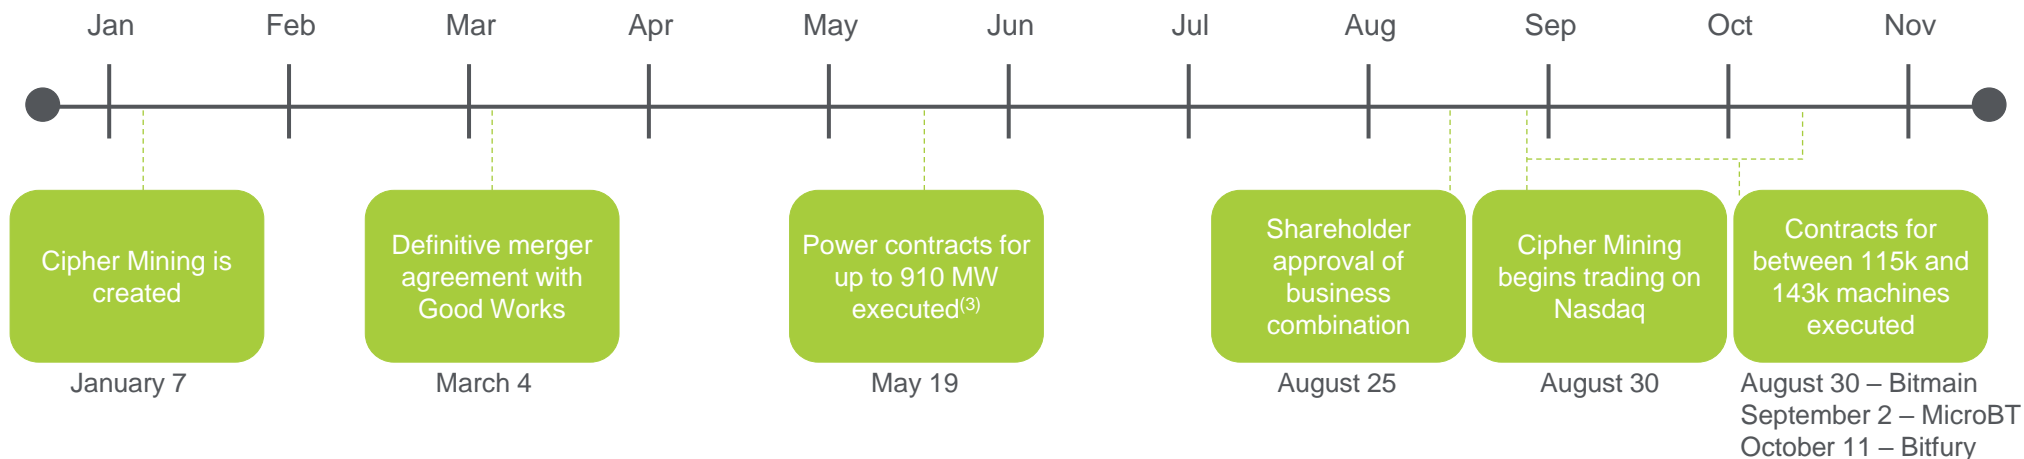 Jan
Feb
Mar
Apr
May
Jun
Jul
Aug
Sep
Oct
Nov
Cipher Mining is
created
January 7
Definitive merger
agreement with
Good Works
March 4
Power contracts for
up to 910 MW
executed(3)
May 19
Shareholder
approval of
business
combination
August 25
Cipher Mining
begins trading on
Nasdaq
August 30
Contracts for
between 115k and
143k machines
executed
August 30 – Bitmain
September 2 – MicroBT
October 11 – Bitfury